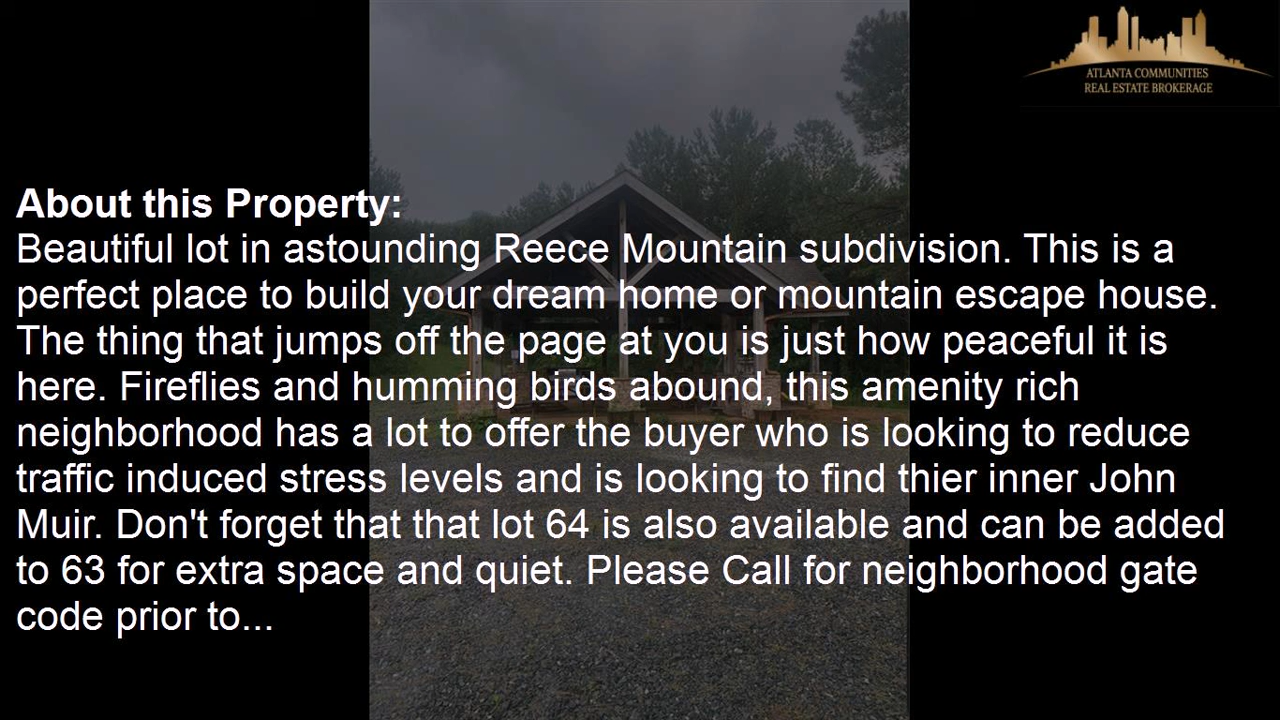 ATLANTA COMMUNITIES
REAL ESTATE BROKERAGE
About this Property:
Beautiful lot in astounding Reece Mountain subdivision. This is a
perfect place to build your dream home or mountain escape house.
The thing that jumps off the page at you is just how peaceful it is
here. Fireflies and humming birds abound, this amenity rich
neighborhood has a lot to offer the buyer who is looking to reduce
traffic induced stress levels and is looking to find thier inner John
Muir. Don't forget that that lot 64 is also available and can be added
to 63 for extra space and quiet. Please Call for neighborhood gate
code prior to...